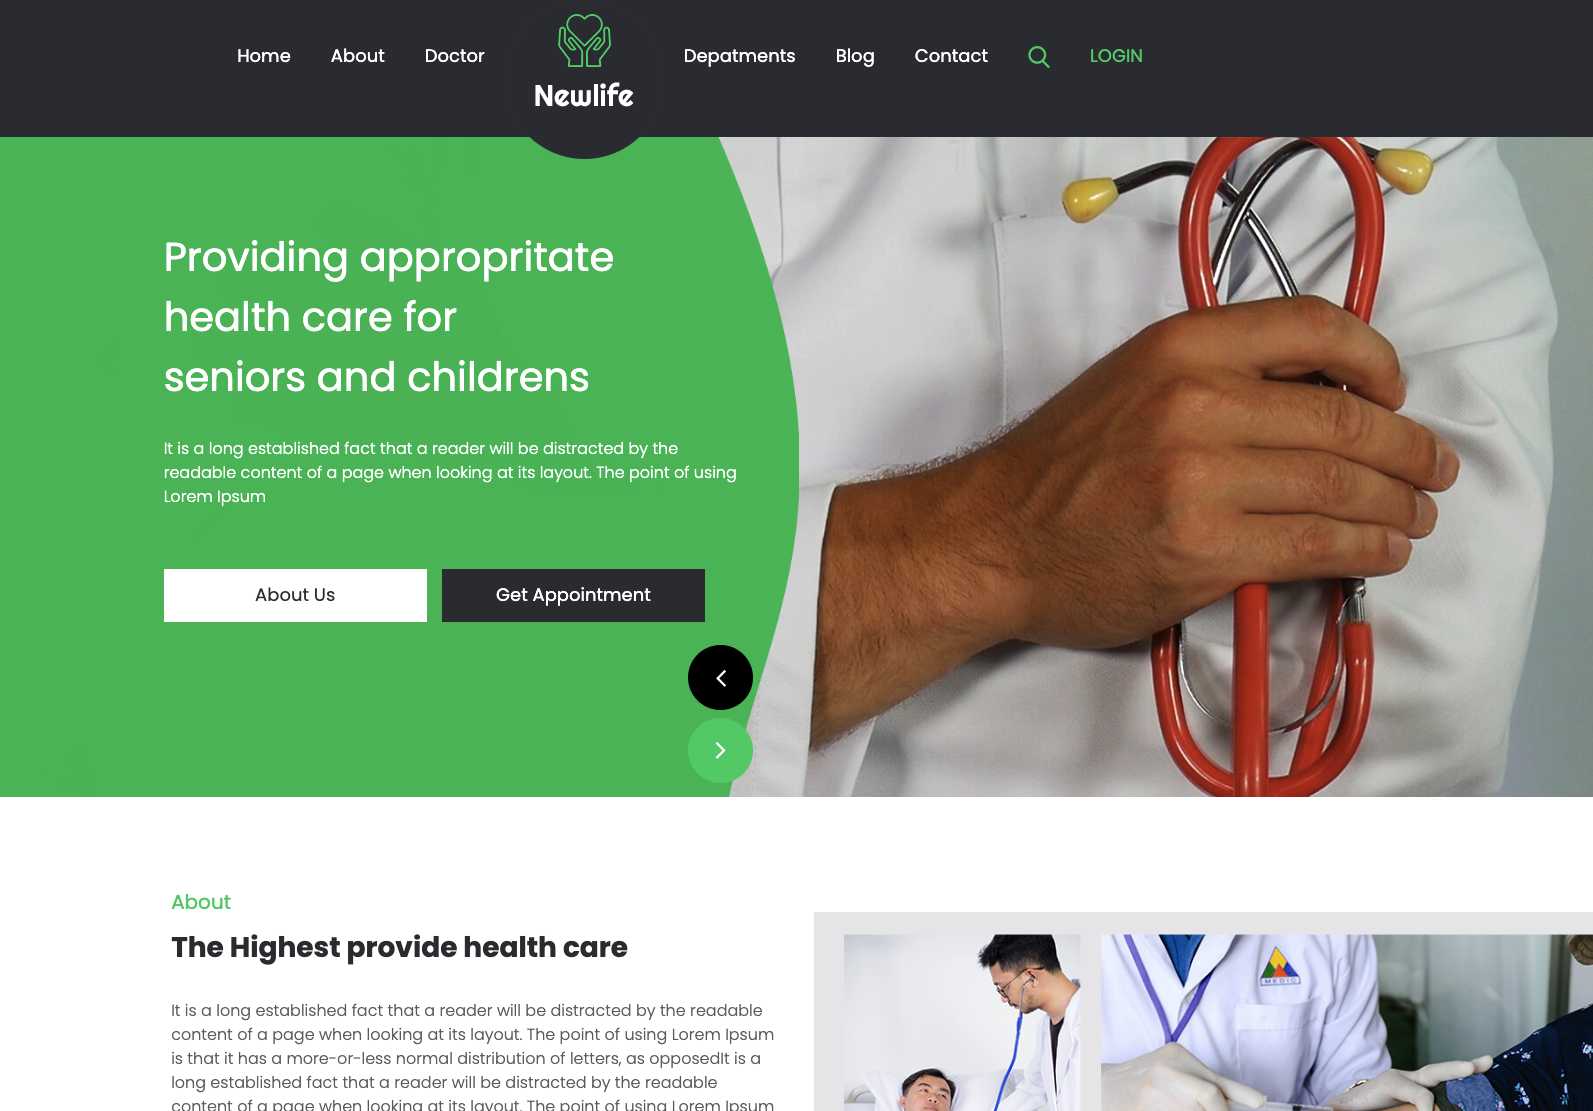 Home About Doctor Newlife Depatments Blog Contact LOGIN
Providing appropritate
health care for
seniors and childrens
It is a long established fact that a reader will be distracted by the
readable content of a page when looking at its layout. The point of using
Lorem Ipsum
About Us Get Appointment
About
The Highest provide health care
It is a long established fact that a reader will be distracted by the readable
content of a page when looking at its layout. The point of using Lorem Ipsum
is that it has a more-or-less normal distribution of letters, as opposedIt is a
long established fact that a reader will be distracted by the readable
content of a page when looking at its layout. The point of using Lorem Ipsum
MEDIC